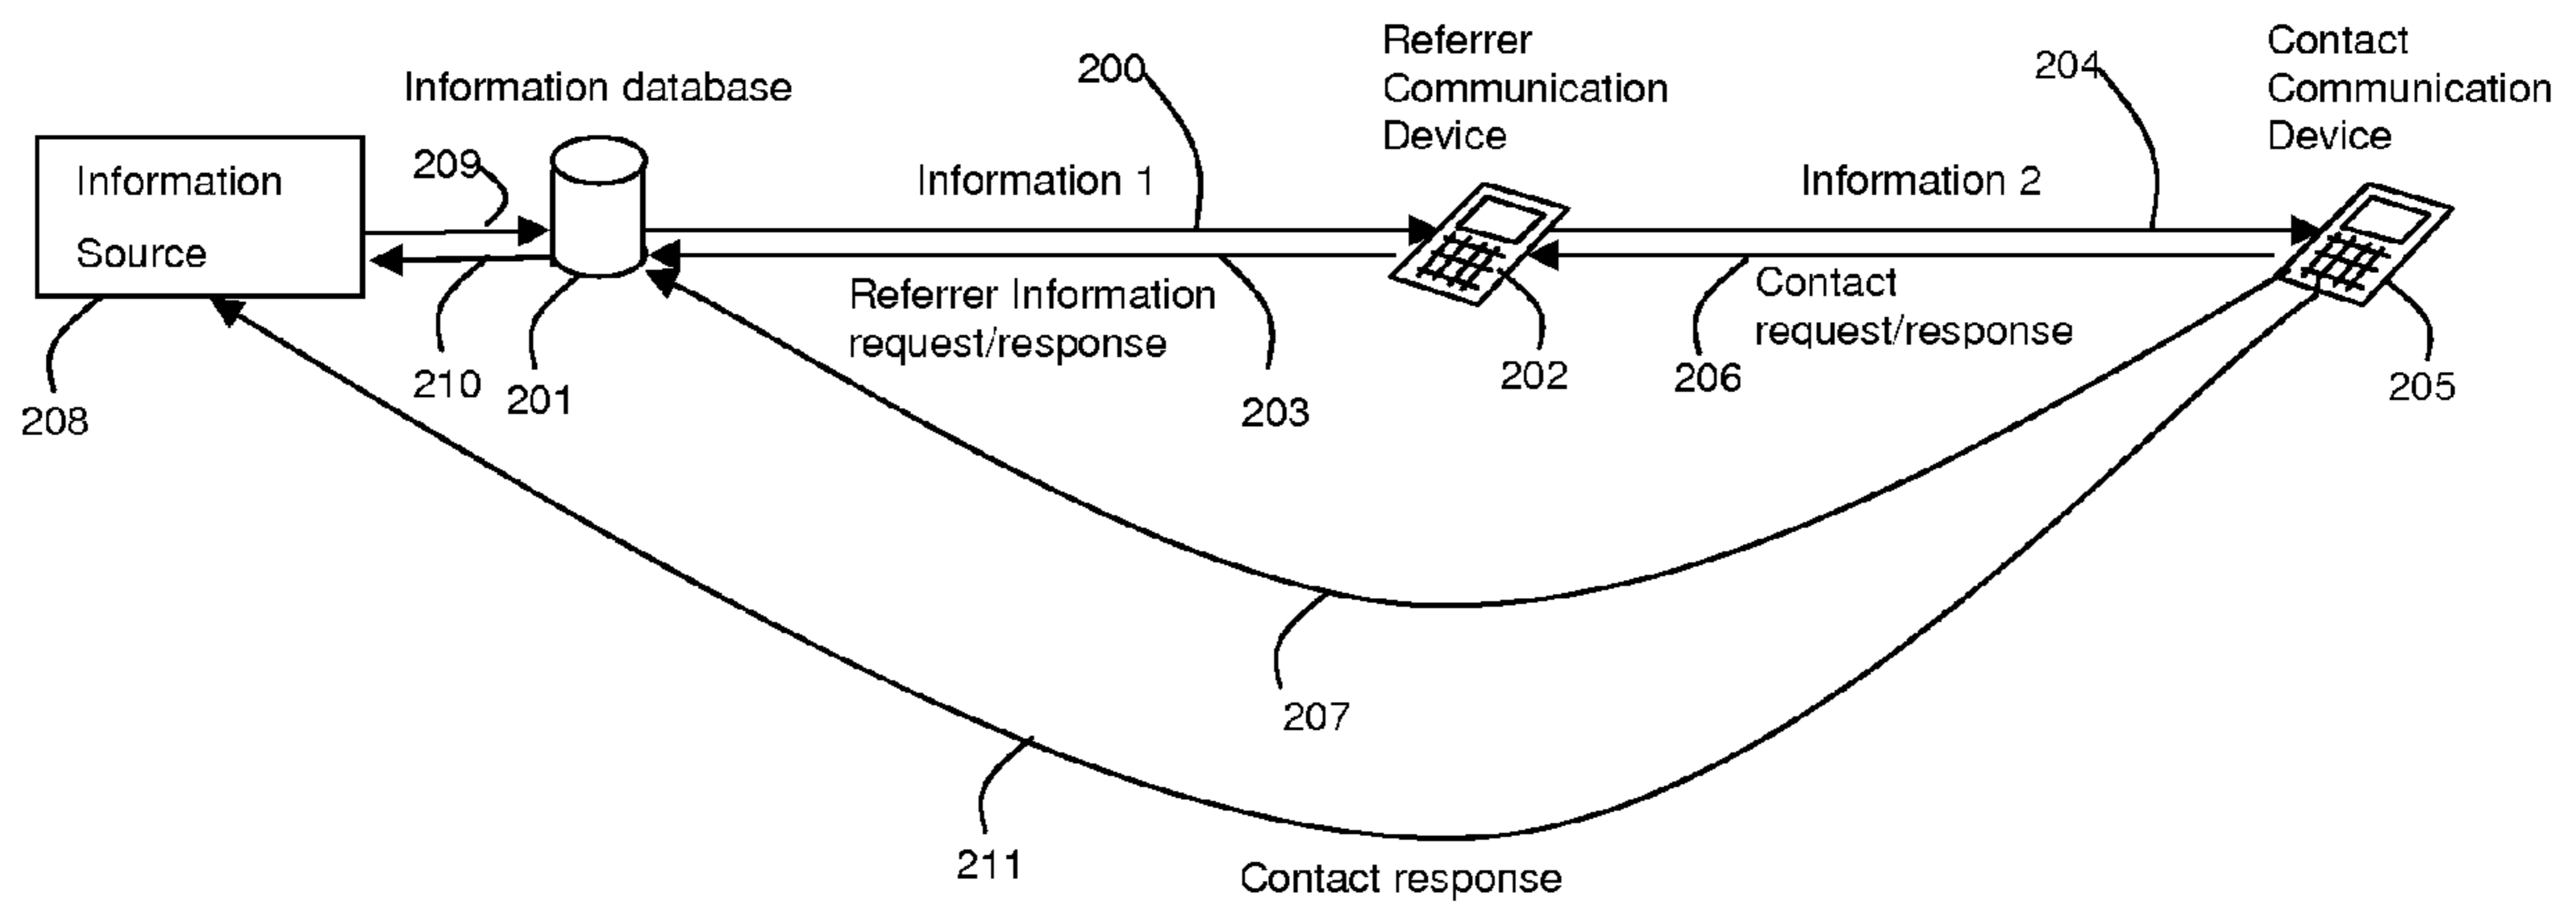 Referrer
Communication
Device
Contact
Communication
Device
200
204
Information database
209
Information 1
Information 2
Information
Source
Referrer Information
request/response
Contact
request/response
208
210
201
203
202
206
205
207
211
Contact response